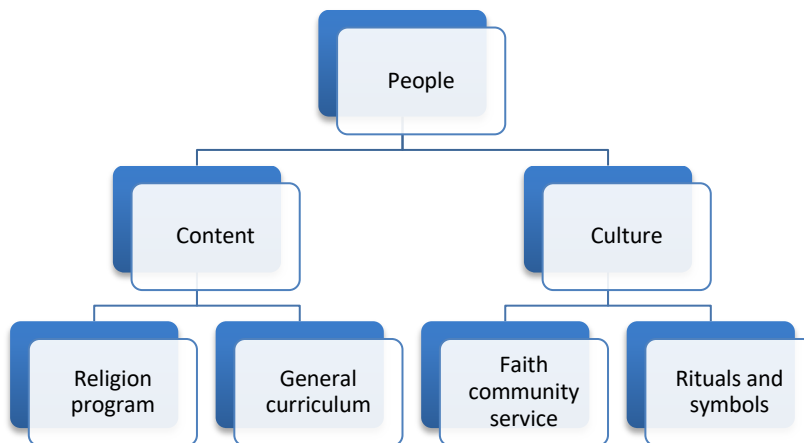 People
Content
Culture
Religion
program
General
curriculum
Faith
community
service
Rituals and
symbols